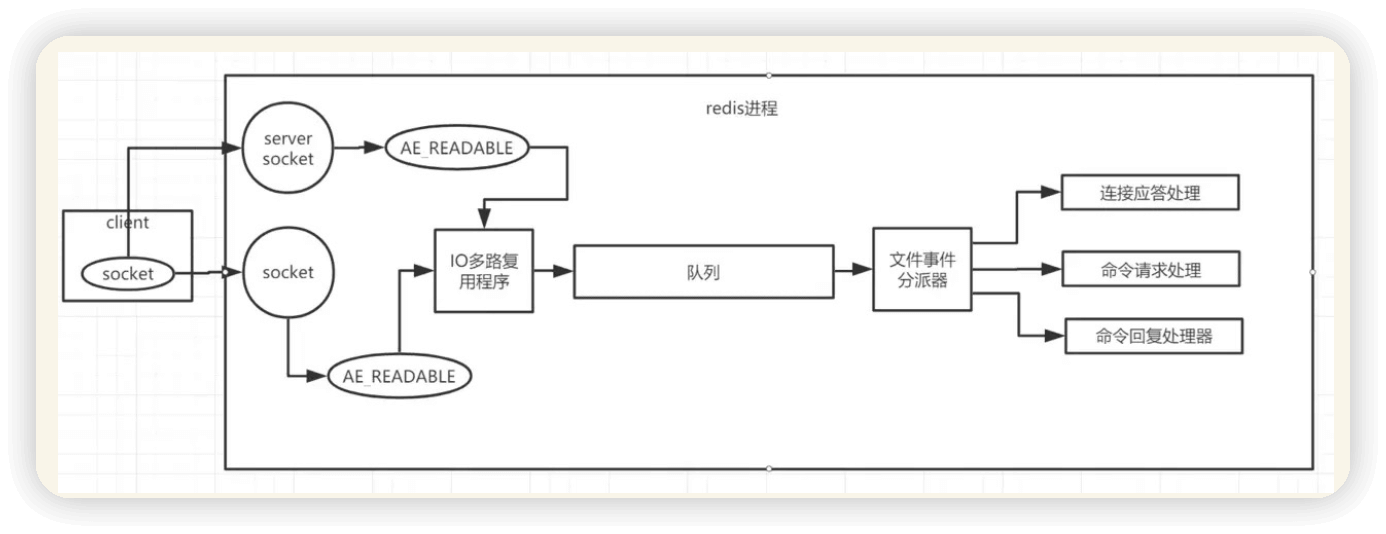 redis进程
server
socket
AE_READABLE
client
socket
socket
IO多路复
用程序
队列
文件事件
分派器
连接应答处理
命令请求处理
命令回复处理器
AE_READABLE